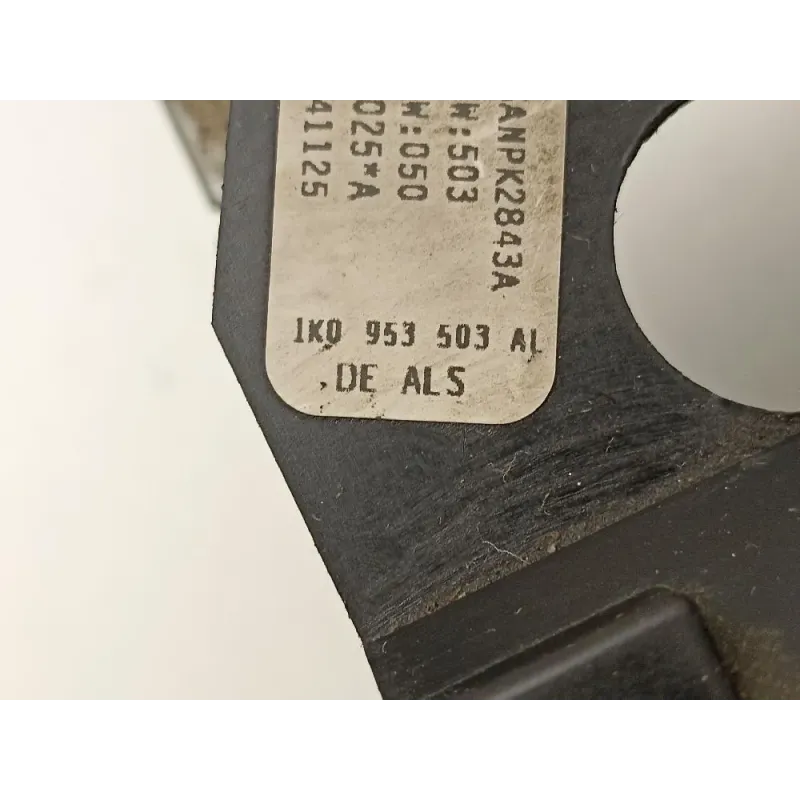 ANPK2843A
W:503
W:050
025*A
41125
1K0 953 503 AL
DE ALS